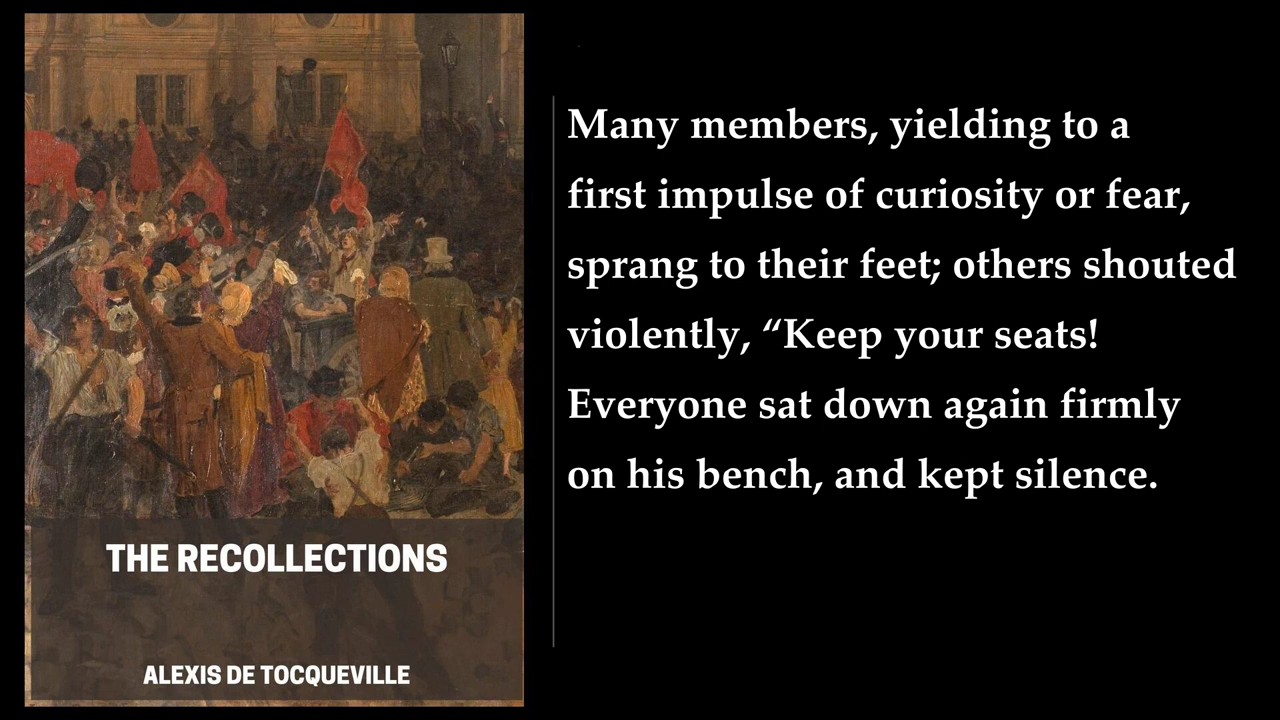 Many members, yielding to a
first impulse of curiosity or fear,
sprang to their feet; others shouted
violently, “Keep your seats!
Everyone sat down again firmly
on his bench, and kept silence.
THE RECOLLECTIONS
ALEXIS DE TOCQUEVILLE